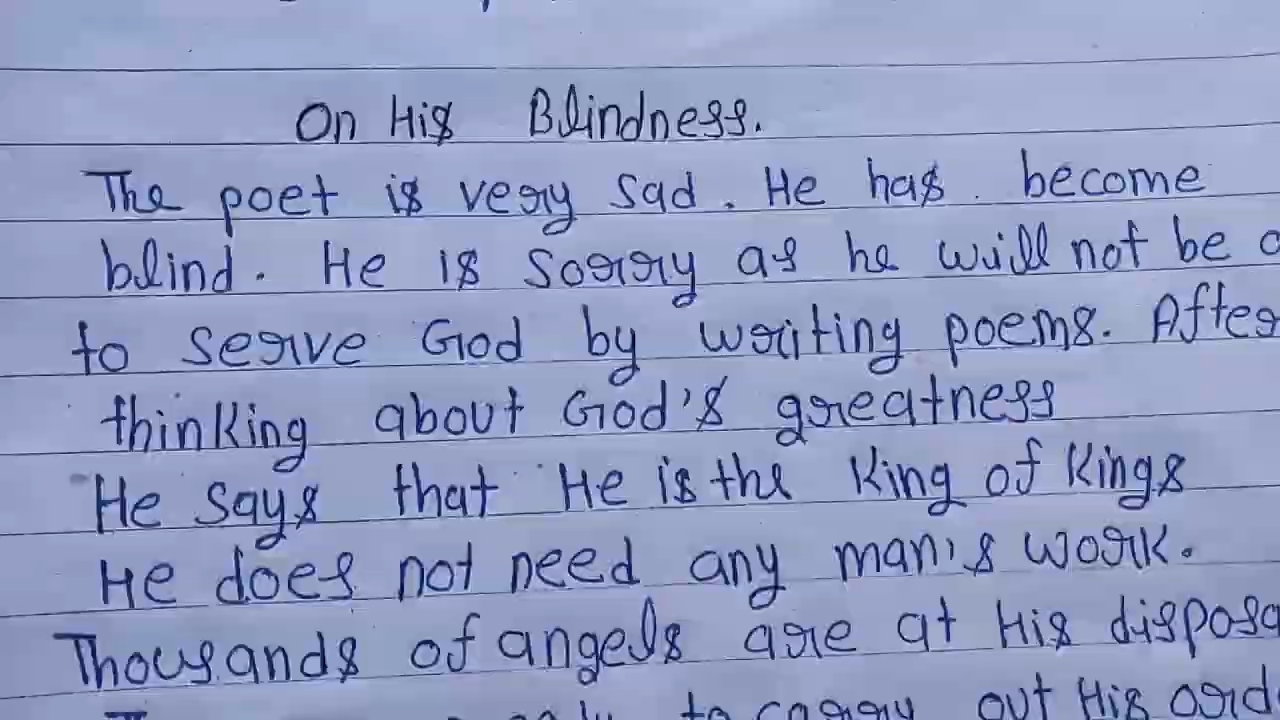 On His Blindness.
The poet is very sad. He has become
blind. He is sorry as he will not be
to serve God by writing poems. After
thinking about God's greatness
He says that He is the King of Kings
He does not need any man's work.
Thousands of angels are at His disposa
to carry out His ord